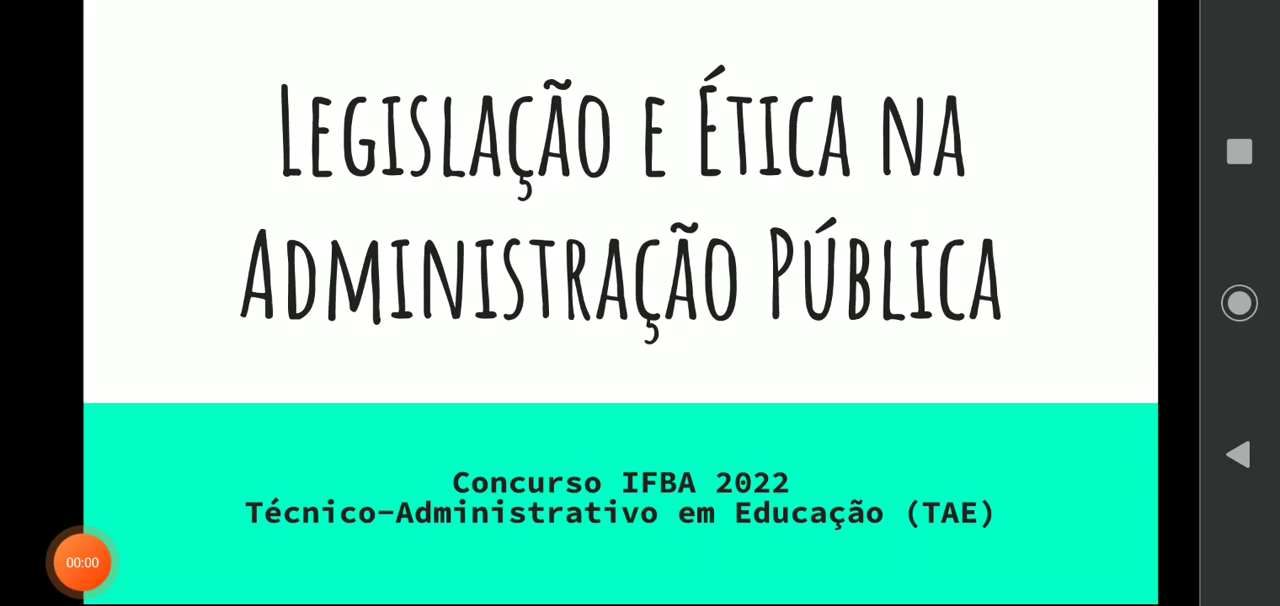 Legislação e Ética na
Administração Pública
Concurso IFBA 2022
Técnico-Administrativo em Educação (TAE)
00:00